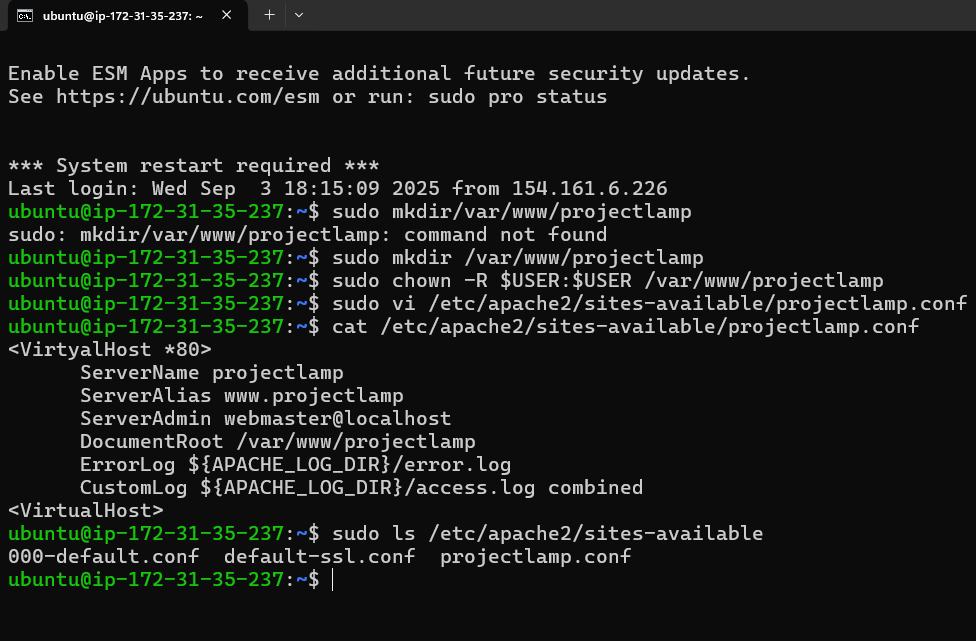 ubuntu@ip-172-31-35-237: ~
Enable ESM Apps to receive additional future security updates.
See https://ubuntu.com/esm or run: sudo pro status
*** System restart required ***
Last login: Wed Sep  3 18:15:09 2025 from 154.161.6.226
ubuntu@ip-172-31-35-237:~$ sudo mkdir/var/www/projectlamp
sudo: mkdir/var/www/projectlamp: command not found
ubuntu@ip-172-31-35-237:~$ sudo mkdir /var/www/projectlamp
ubuntu@ip-172-31-35-237:~$ sudo chown -R $USER:$USER /var/www/projectlamp
ubuntu@ip-172-31-35-237:~$ sudo vi /etc/apache2/sites-available/projectlamp.conf
ubuntu@ip-172-31-35-237:~$ cat /etc/apache2/sites-available/projectlamp.conf
<VirtyalHost *80>
      ServerName projectlamp
      ServerAlias www.projectlamp
      ServerAdmin webmaster@localhost
      DocumentRoot /var/www/projectlamp
      ErrorLog ${APACHE_LOG_DIR}/error.log
      CustomLog ${APACHE_LOG_DIR}/access.log combined
<VirtualHost>
ubuntu@ip-172-31-35-237:~$ sudo ls /etc/apache2/sites-available
000-default.conf  default-ssl.conf  projectlamp.conf
ubuntu@ip-172-31-35-237:~$